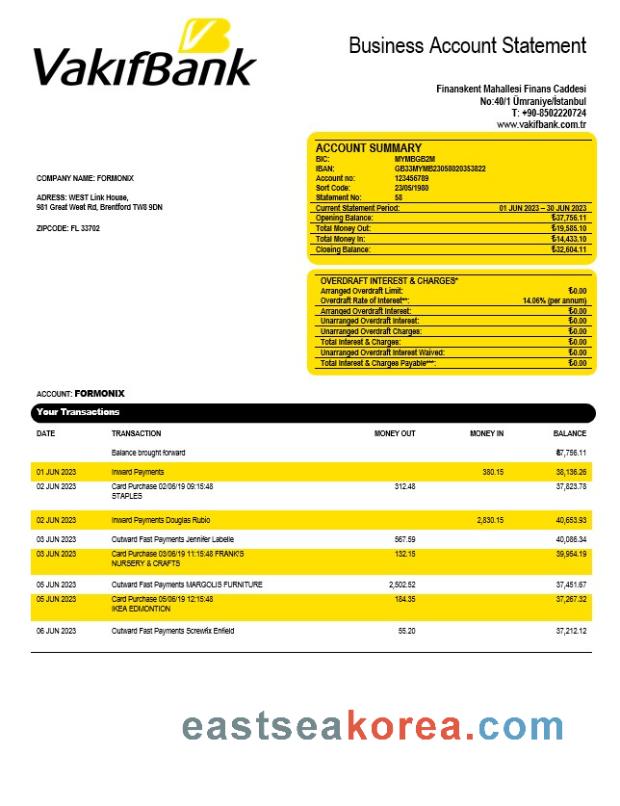 VakıfBank
Business Account Statement
Finanskent Mahallesi Finans Caddesi
No:40/1 Ümraniye/İstanbul
T: +90-8502220724
www.vakifbank.com.tr
COMPANY NAME: FORMONIX
ADRESS: WEST Link House,
981 Great West Rd, Brentford TW8 9DN
ZIPCODE: FL 33702
ACCOUNT SUMMARY
BIC: MYMBGB2M
IBAN: GB33MYMB23058020353822
Account no: 123456789
Sort Code: 23/05/1980
Statement No: 58
Current Statement Period: 01 JUN 2023 – 30 JUN 2023
Opening Balance: ₺37,756.11
Total Money Out: ₺19,585.10
Total Money In: ₺14,433.10
Closing Balance: ₺32,604.11
OVERDRAFT INTEREST & CHARGES*
Arranged Overdraft Limit: ₺0.00
Overdraft Rate of Interest**: 14.06% (per annum)
Arranged Overdraft Interest: ₺0.00
Unarranged Overdraft Interest: ₺0.00
Unarranged Overdraft Charges: ₺0.00
Total Interest & Charges: ₺0.00
Unarranged Overdraft Interest Waived: ₺0.00
Total Interest & Charges Payable***: ₺0.00
ACCOUNT: FORMONIX
Your Transactions
DATE TRANSACTION MONEY OUT MONEY IN BALANCE
Balance brought forward ₺7,756.11
01 JUN 2023 Inward Payments 380.15 38,136.26
02 JUN 2023 Card Purchase 02/06/19 09:15:48 312.48 37,823.78
STAPLES
02 JUN 2023 Inward Payments Douglas Rubio 2,830.15 40,653.93
03 JUN 2023 Outward Fast Payments Jennifer Labelle 567.59 40,086.34
03 JUN 2023 Card Purchase 03/06/19 11:15:48 FRANK'S 132.15 39,954.19
NURSERY & CRAFTS
05 JUN 2023 Outward Fast Payments MARGOLIS FURNITURE 2,502.52 37,451.67
05 JUN 2023 Card Purchase 05/06/19 12:15:48 184.35 37,267.32
IKEA EDMONTION
06 JUN 2023 Outward Fast Payments Screwfix Enfield 55.20 37,212.12
eastseakorea.com